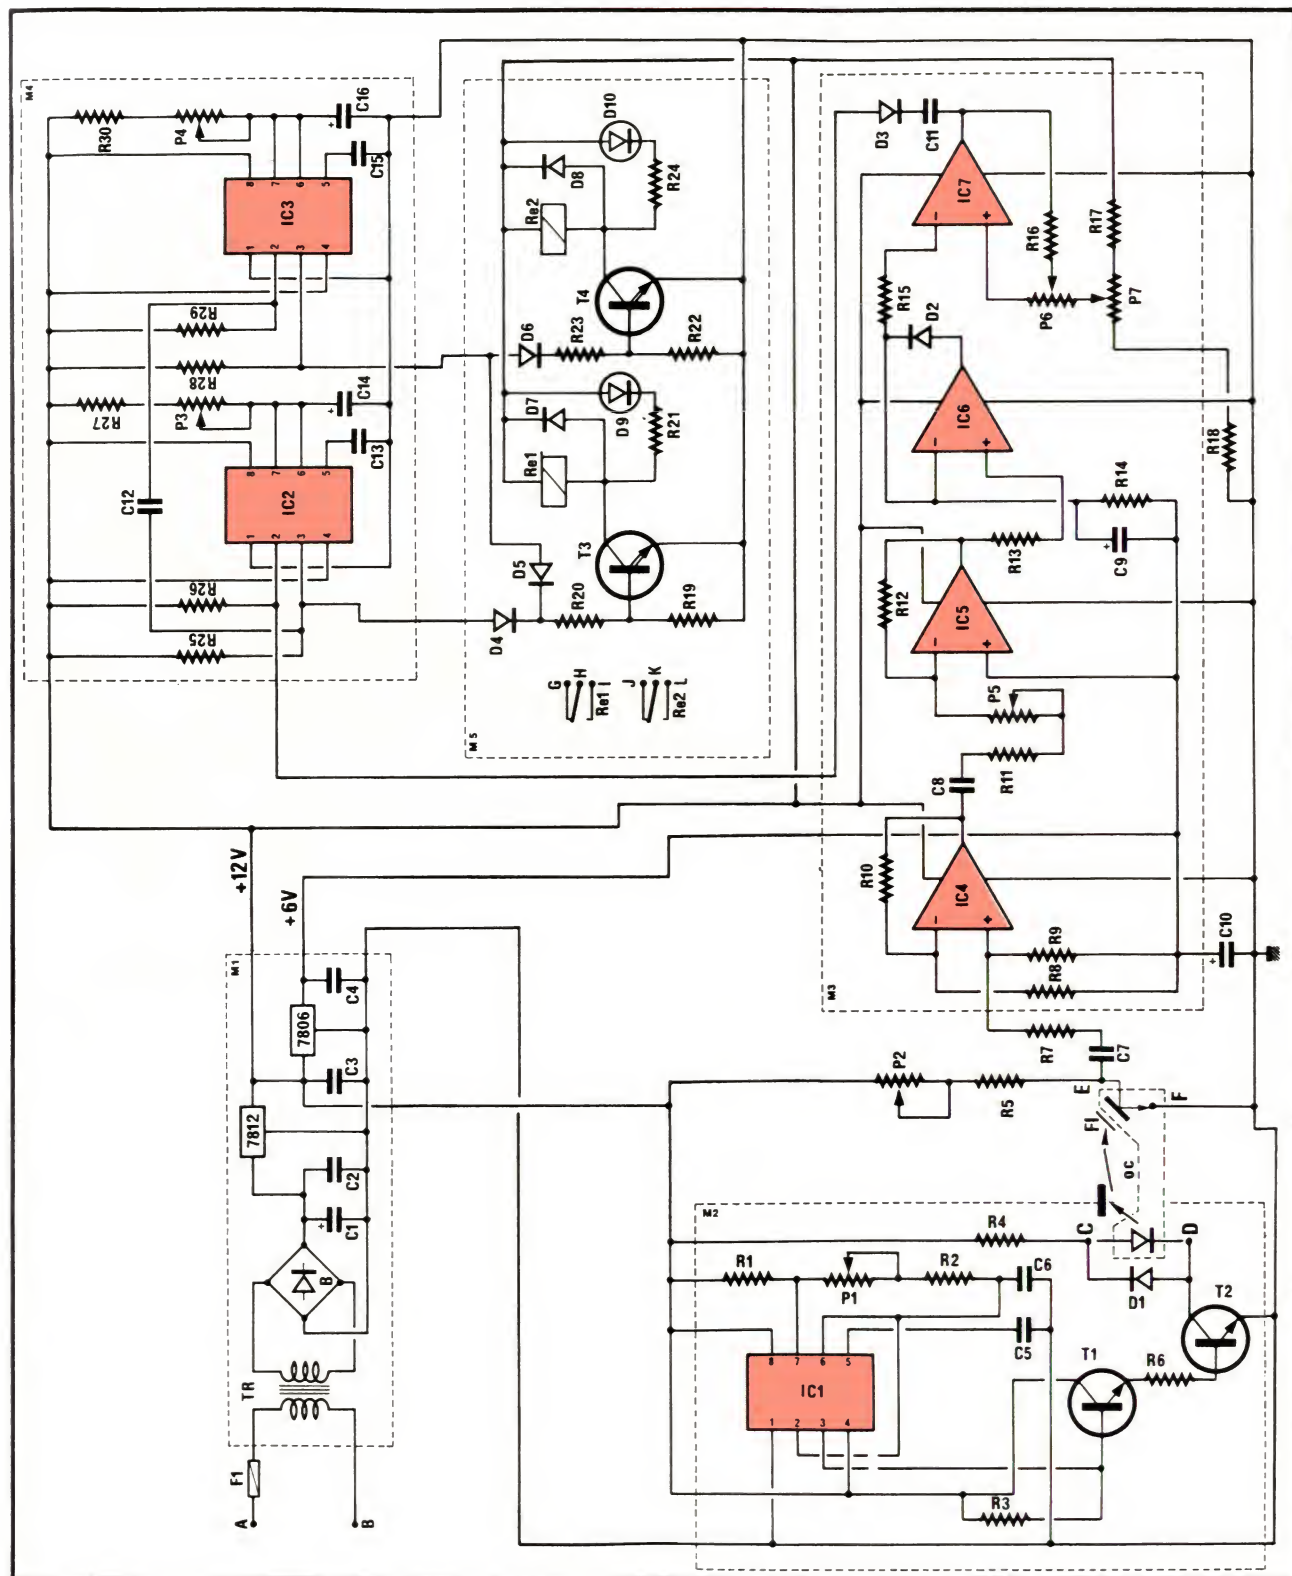 M4
R30
P4
C16
C15
8
7
6
5
IC3
1
2
3
4
R29
R28
R27
P3
C14
C13
C12
8
7
6
5
IC2
1
2
3
4
R26
R25
M5
D10
D8
R24
Re2
T4
D6
R23
R22
D7
D9
R21
Re1
T3
D5
D4
R20
R19
G
H
I
Re1
J
K
L
Re2
+12V
+6V
M1
7812
7806
C1
C2
C3
C4
B
TR
F1
A
B
M3
D3
C11
IC7
-
+
R15
R16
R17
P6
P7
D2
IC6
-
+
R18
R14
C9
R13
R12
IC5
-
+
P5
R11
C8
R10
IC4
-
+
R9
R8
C10
R7
C7
P2
R5
E
F
FI
OC
M2
R4
C
D
R1
P1
R2
C6
C5
D1
T2
8
7
6
5
IC1
1
2
3
4
T1
R6
R3
+
+
+
+
+